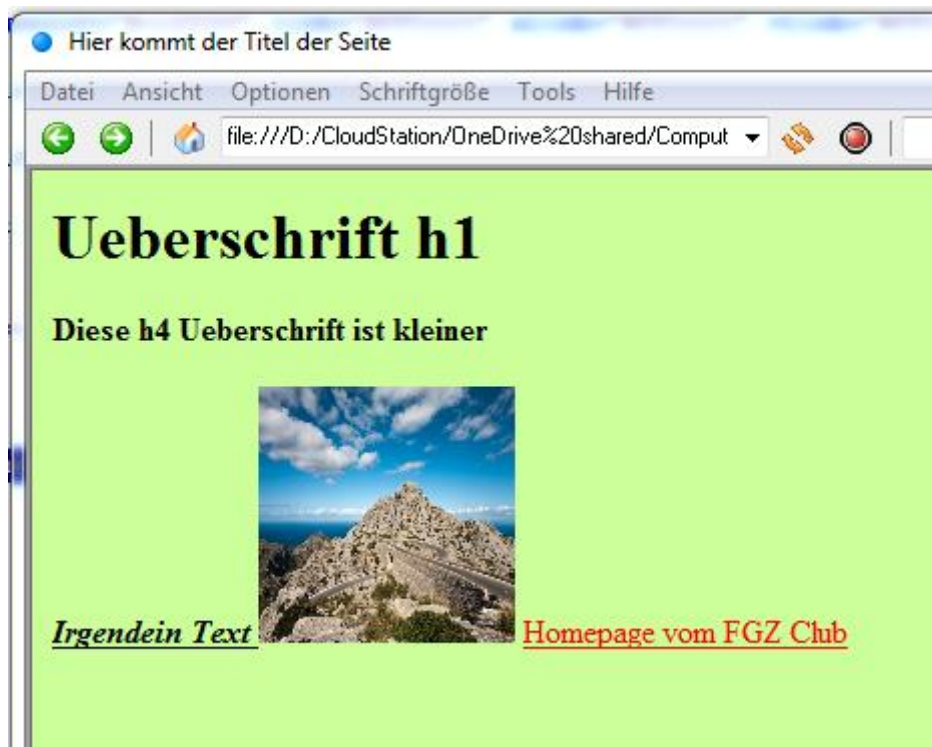 Hier kommt der Titel der Seite
Datei Ansicht Optionen Schriftgröße Tools Hilfe
file:///D:/CloudStation/OneDrive%20shared/Comput
Ueberschrift h1
Diese h4 Ueberschrift ist kleiner
Irgendein Text Homepage vom FGZ Club